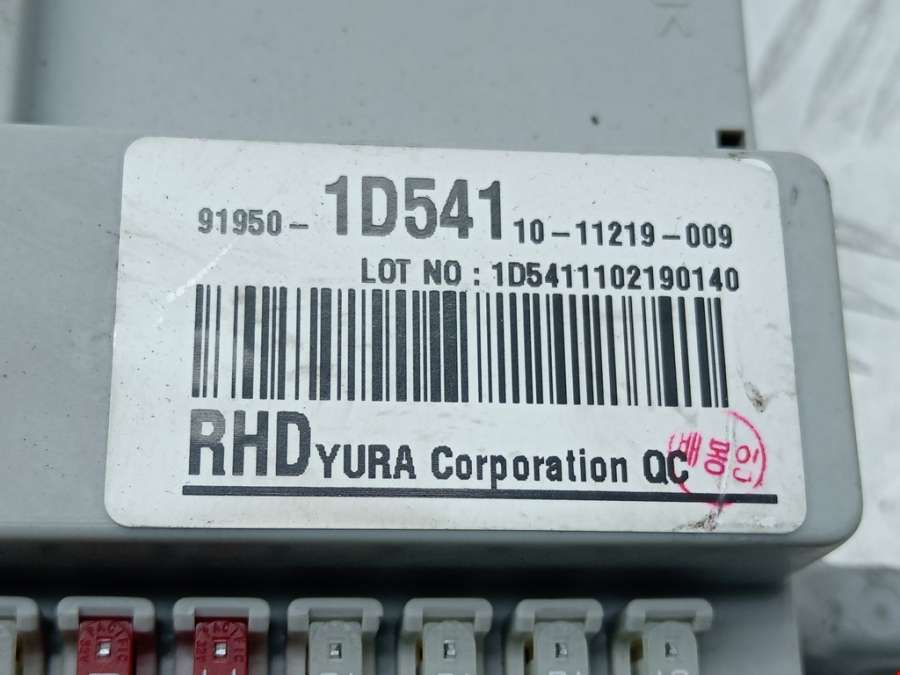 91950-1D541 10-11219-009
LOT NO : 1D5411102190140
RHD YURA Corporation QC